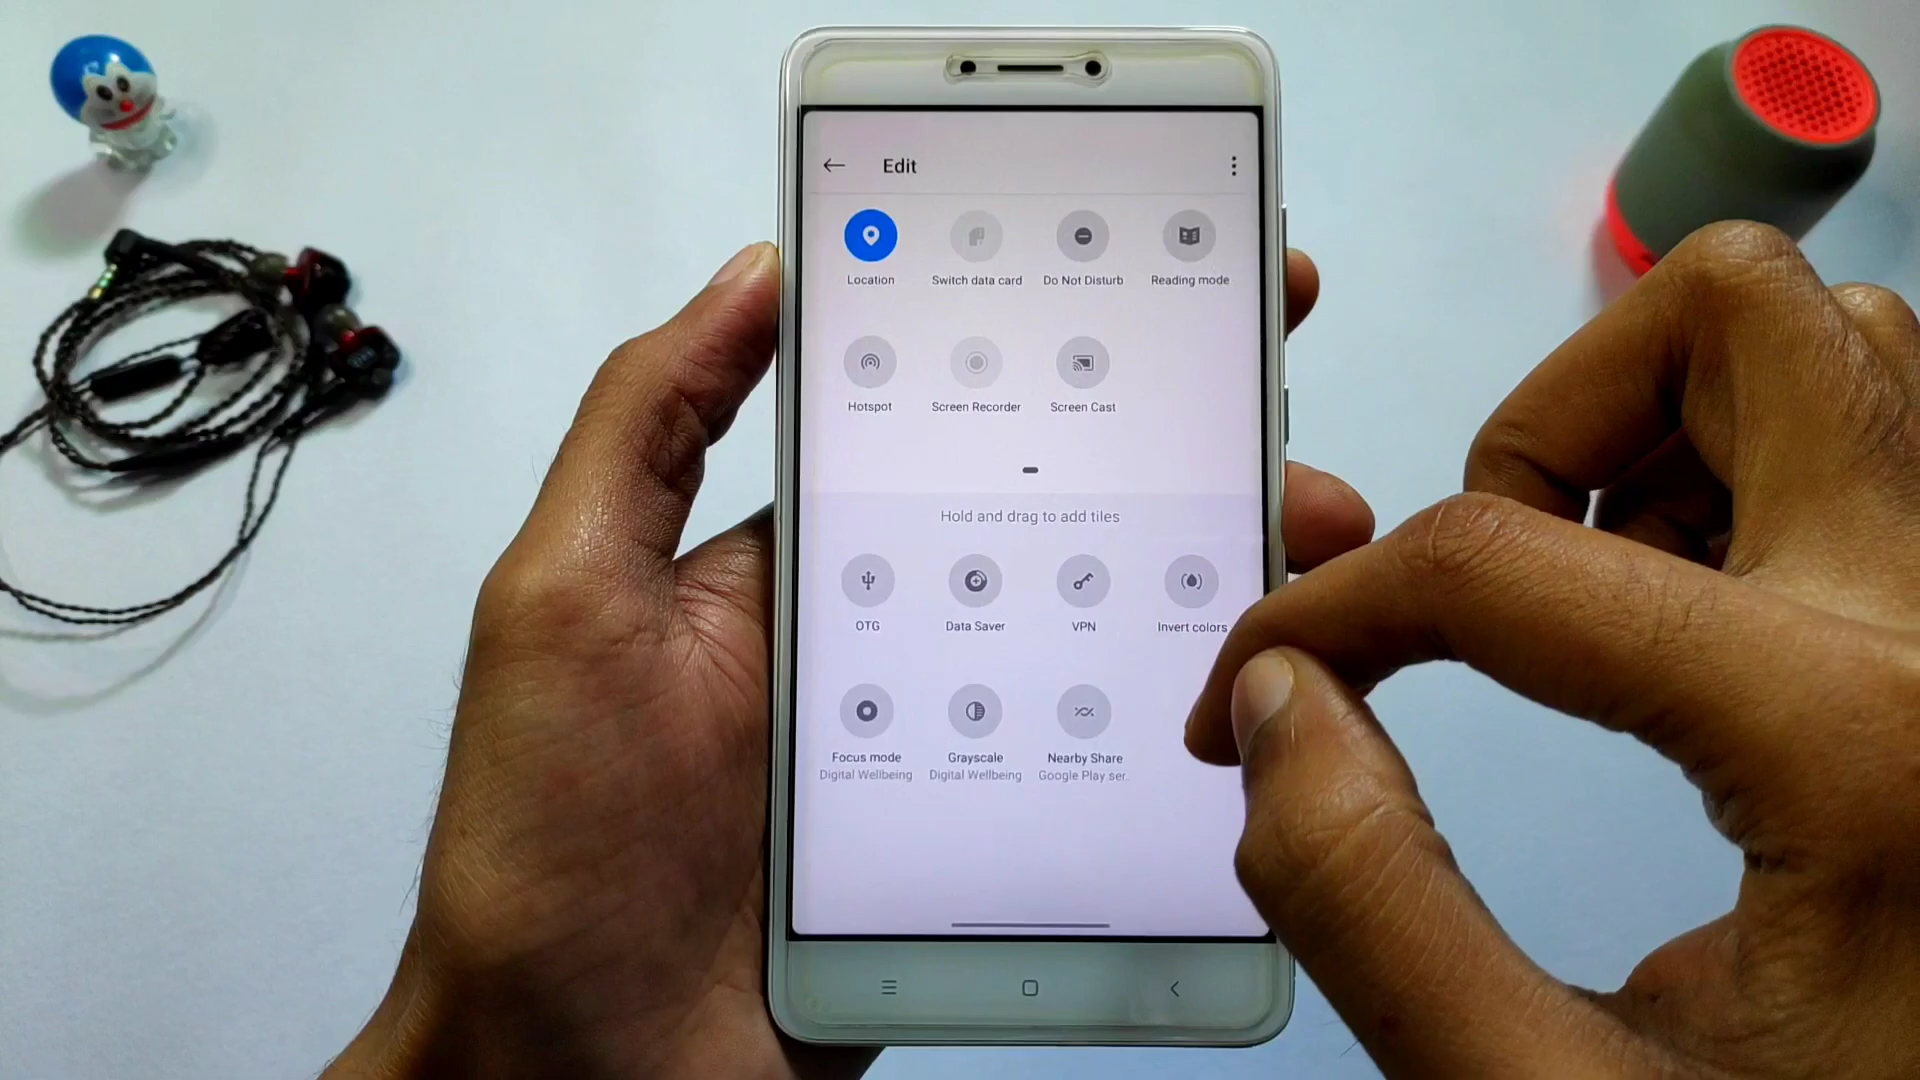 Edit
Location Switch data card Do Not Disturb Reading mode
Hotspot Screen Recorder Screen Cast
Hold and drag to add tiles
OTG Data Saver VPN Invert colors
Focus mode Grayscale Nearby Share
Digital Wellbeing Digital Wellbeing Google Play ser..